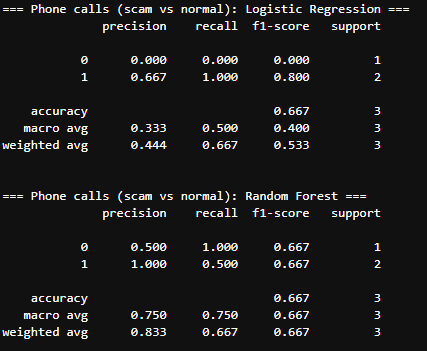 === Phone calls (scam vs normal): Logistic Regression ===
precision recall f1-score support
0 0.000 0.000 0.000 1
1 0.667 1.000 0.800 2
accuracy 0.667 3
macro avg 0.333 0.500 0.400 3
weighted avg 0.444 0.667 0.533 3
=== Phone calls (scam vs normal): Random Forest ===
precision recall f1-score support
0 0.500 1.000 0.667 1
1 1.000 0.500 0.667 2
accuracy 0.667 3
macro avg 0.750 0.750 0.667 3
weighted avg 0.833 0.667 0.667 3